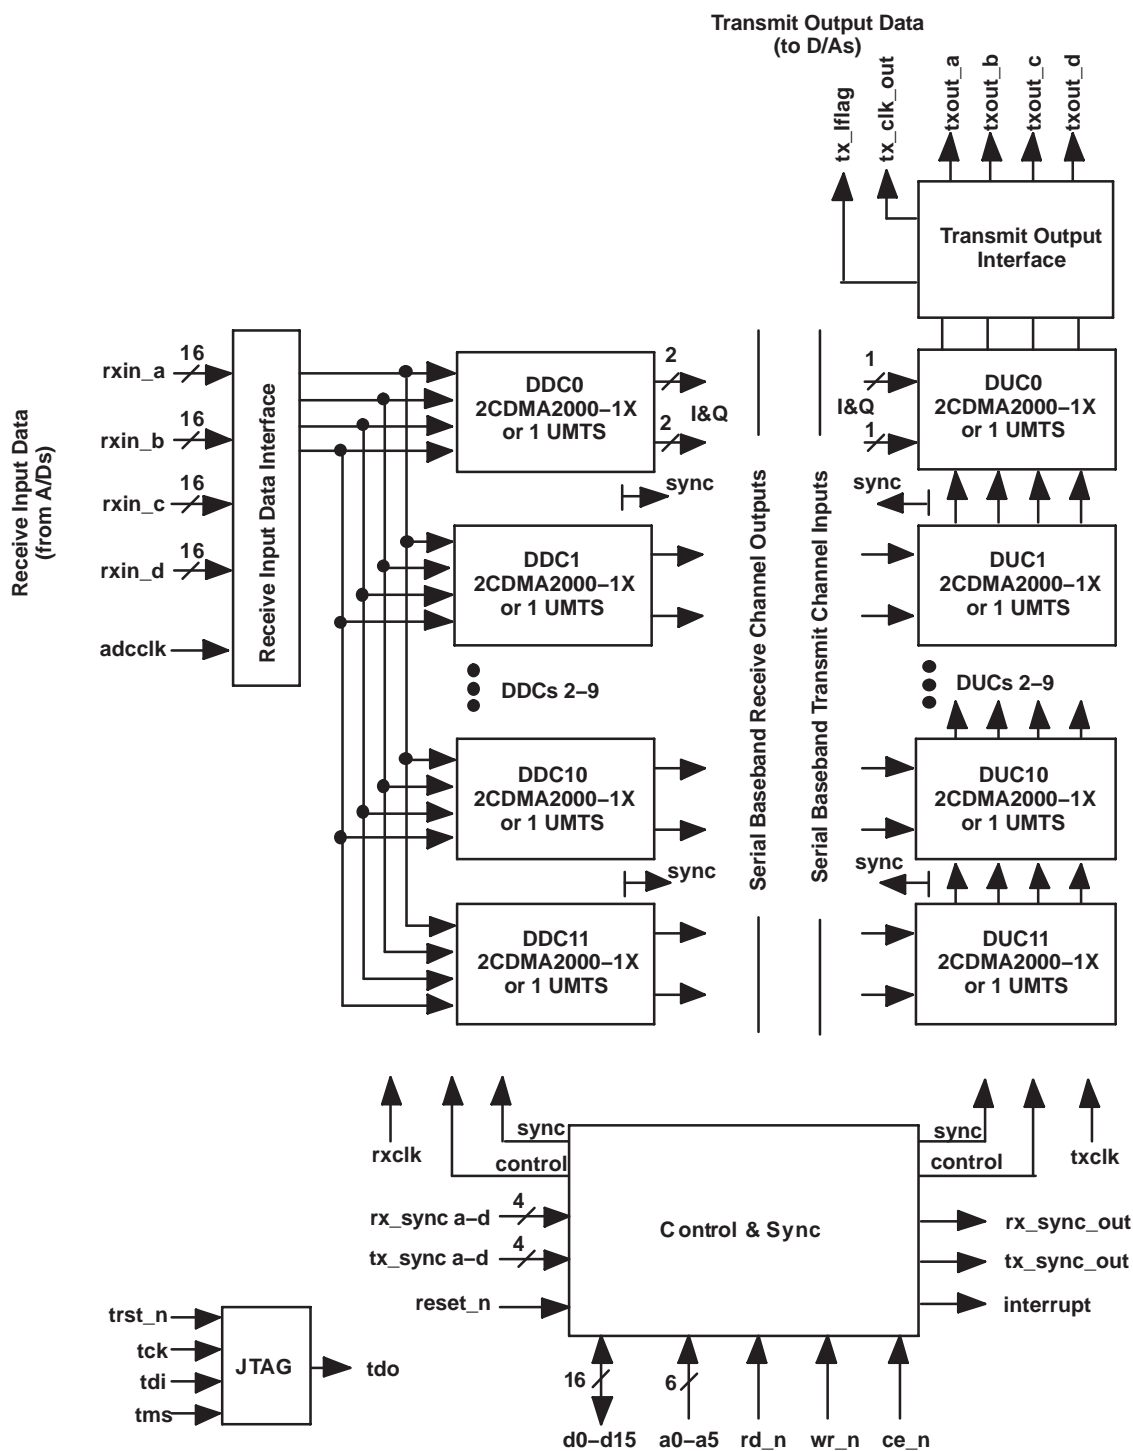 Transmit Output Data
(to D/As)
tx_lflag
tx_clk_out
txout_a
txout_b
txout_c
txout_d
Transmit Output
Interface
Receive Input Data
(from A/Ds)
rxin_a
16
rxin_b
16
rxin_c
16
rxin_d
16
adcclk
Receive Input Data Interface
DDC0
2CDMA2000–1X
or 1 UMTS
2
I&Q
2
sync
DDC1
2CDMA2000–1X
or 1 UMTS
DDCs 2–9
DDC10
2CDMA2000–1X
or 1 UMTS
sync
DDC11
2CDMA2000–1X
or 1 UMTS
Serial Baseband Receive Channel Outputs
Serial Baseband Transmit Channel Inputs
1
I&Q
1
DUC0
2CDMA2000–1X
or 1 UMTS
sync
DUC1
2CDMA2000–1X
or 1 UMTS
DUCs 2–9
DUC10
2CDMA2000–1X
or 1 UMTS
sync
DUC11
2CDMA2000–1X
or 1 UMTS
rxclk
sync
control
sync
control
txclk
rx_sync a–d
4
tx_sync a–d
4
reset_n
Control & Sync
rx_sync_out
tx_sync_out
interrupt
trst_n
tck
tdi
tms
JTAG
tdo
16
6
d0–d15
a0–a5
rd_n
wr_n
ce_n